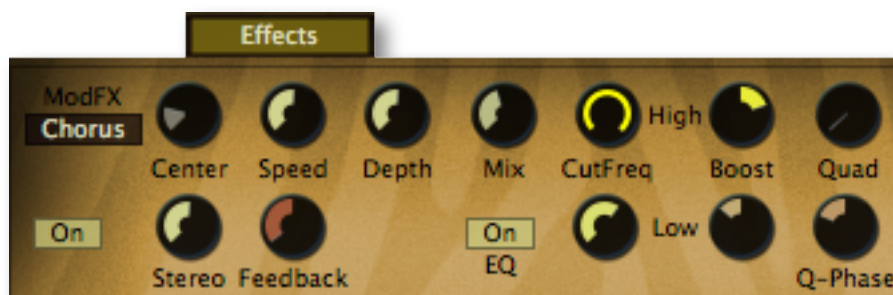 Effects
ModFX
Chorus
High
Center Speed Depth Mix CutFreq Boost Quad
On
On
Low
EQ
Stereo Feedback Q-Phase